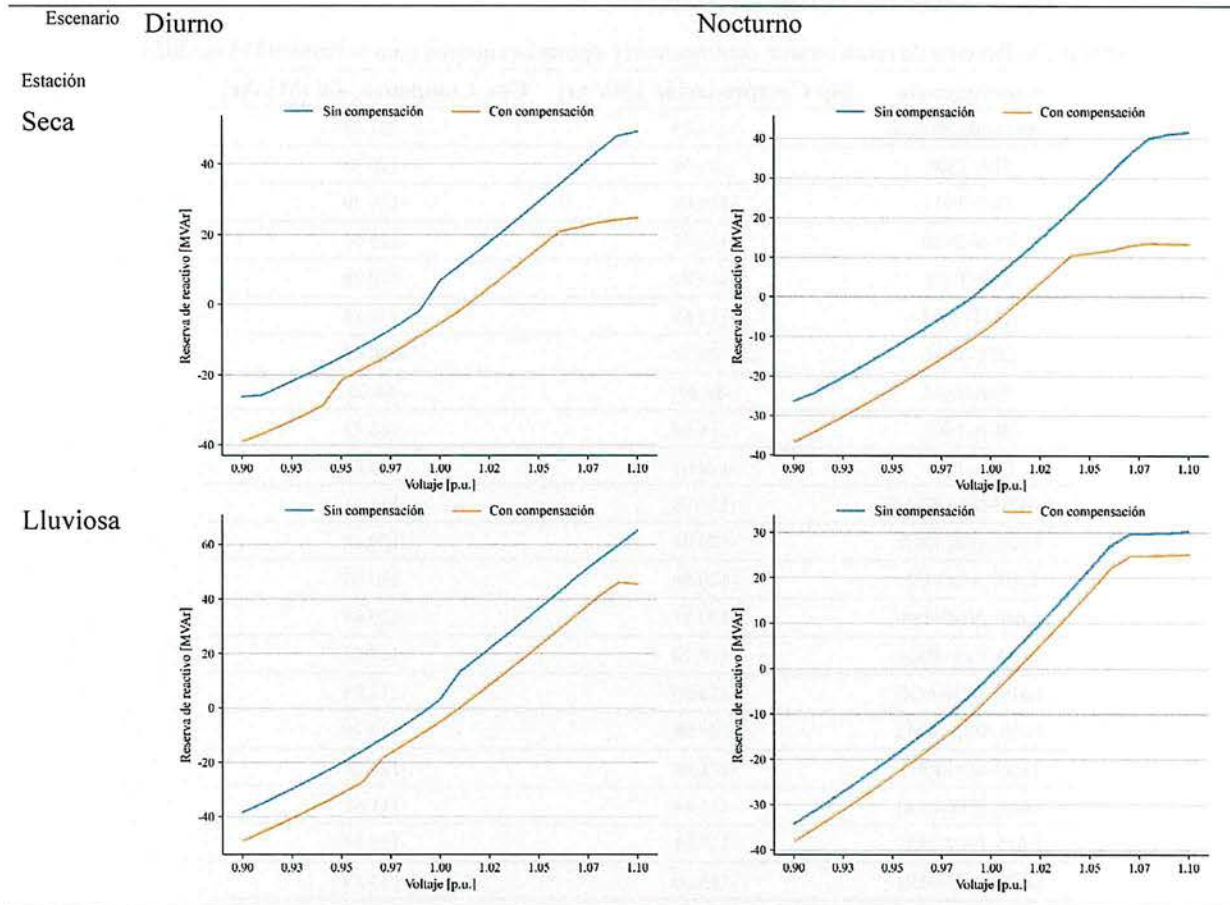 Escenario Diurno Nocturno
Estación
Seca
Sin compensación Con compensación
Reserva de reactivo [MVAr]
40
20
0
-20
-40
0.90 0.93 0.95 0.97 1.00 1.02 1.05 1.07 1.10
Voltaje [p.u.]
Sin compensación Con compensación
Reserva de reactivo [MVAr]
40
30
20
10
0
-10
-20
-30
-40
0.90 0.93 0.95 0.97 1.00 1.02 1.05 1.07 1.10
Voltaje [p.u.]
Lluviosa
Sin compensación Con compensación
Reserva de reactivo [MVAr]
60
40
20
0
-20
-40
0.90 0.93 0.95 0.97 1.00 1.02 1.05 1.07 1.10
Voltaje [p.u.]
Sin compensación Con compensación
Reserva de reactivo [MVAr]
30
20
10
0
-10
-20
-30
-40
0.90 0.93 0.95 0.97 1.00 1.02 1.05 1.07 1.10
Voltaje [p.u.]